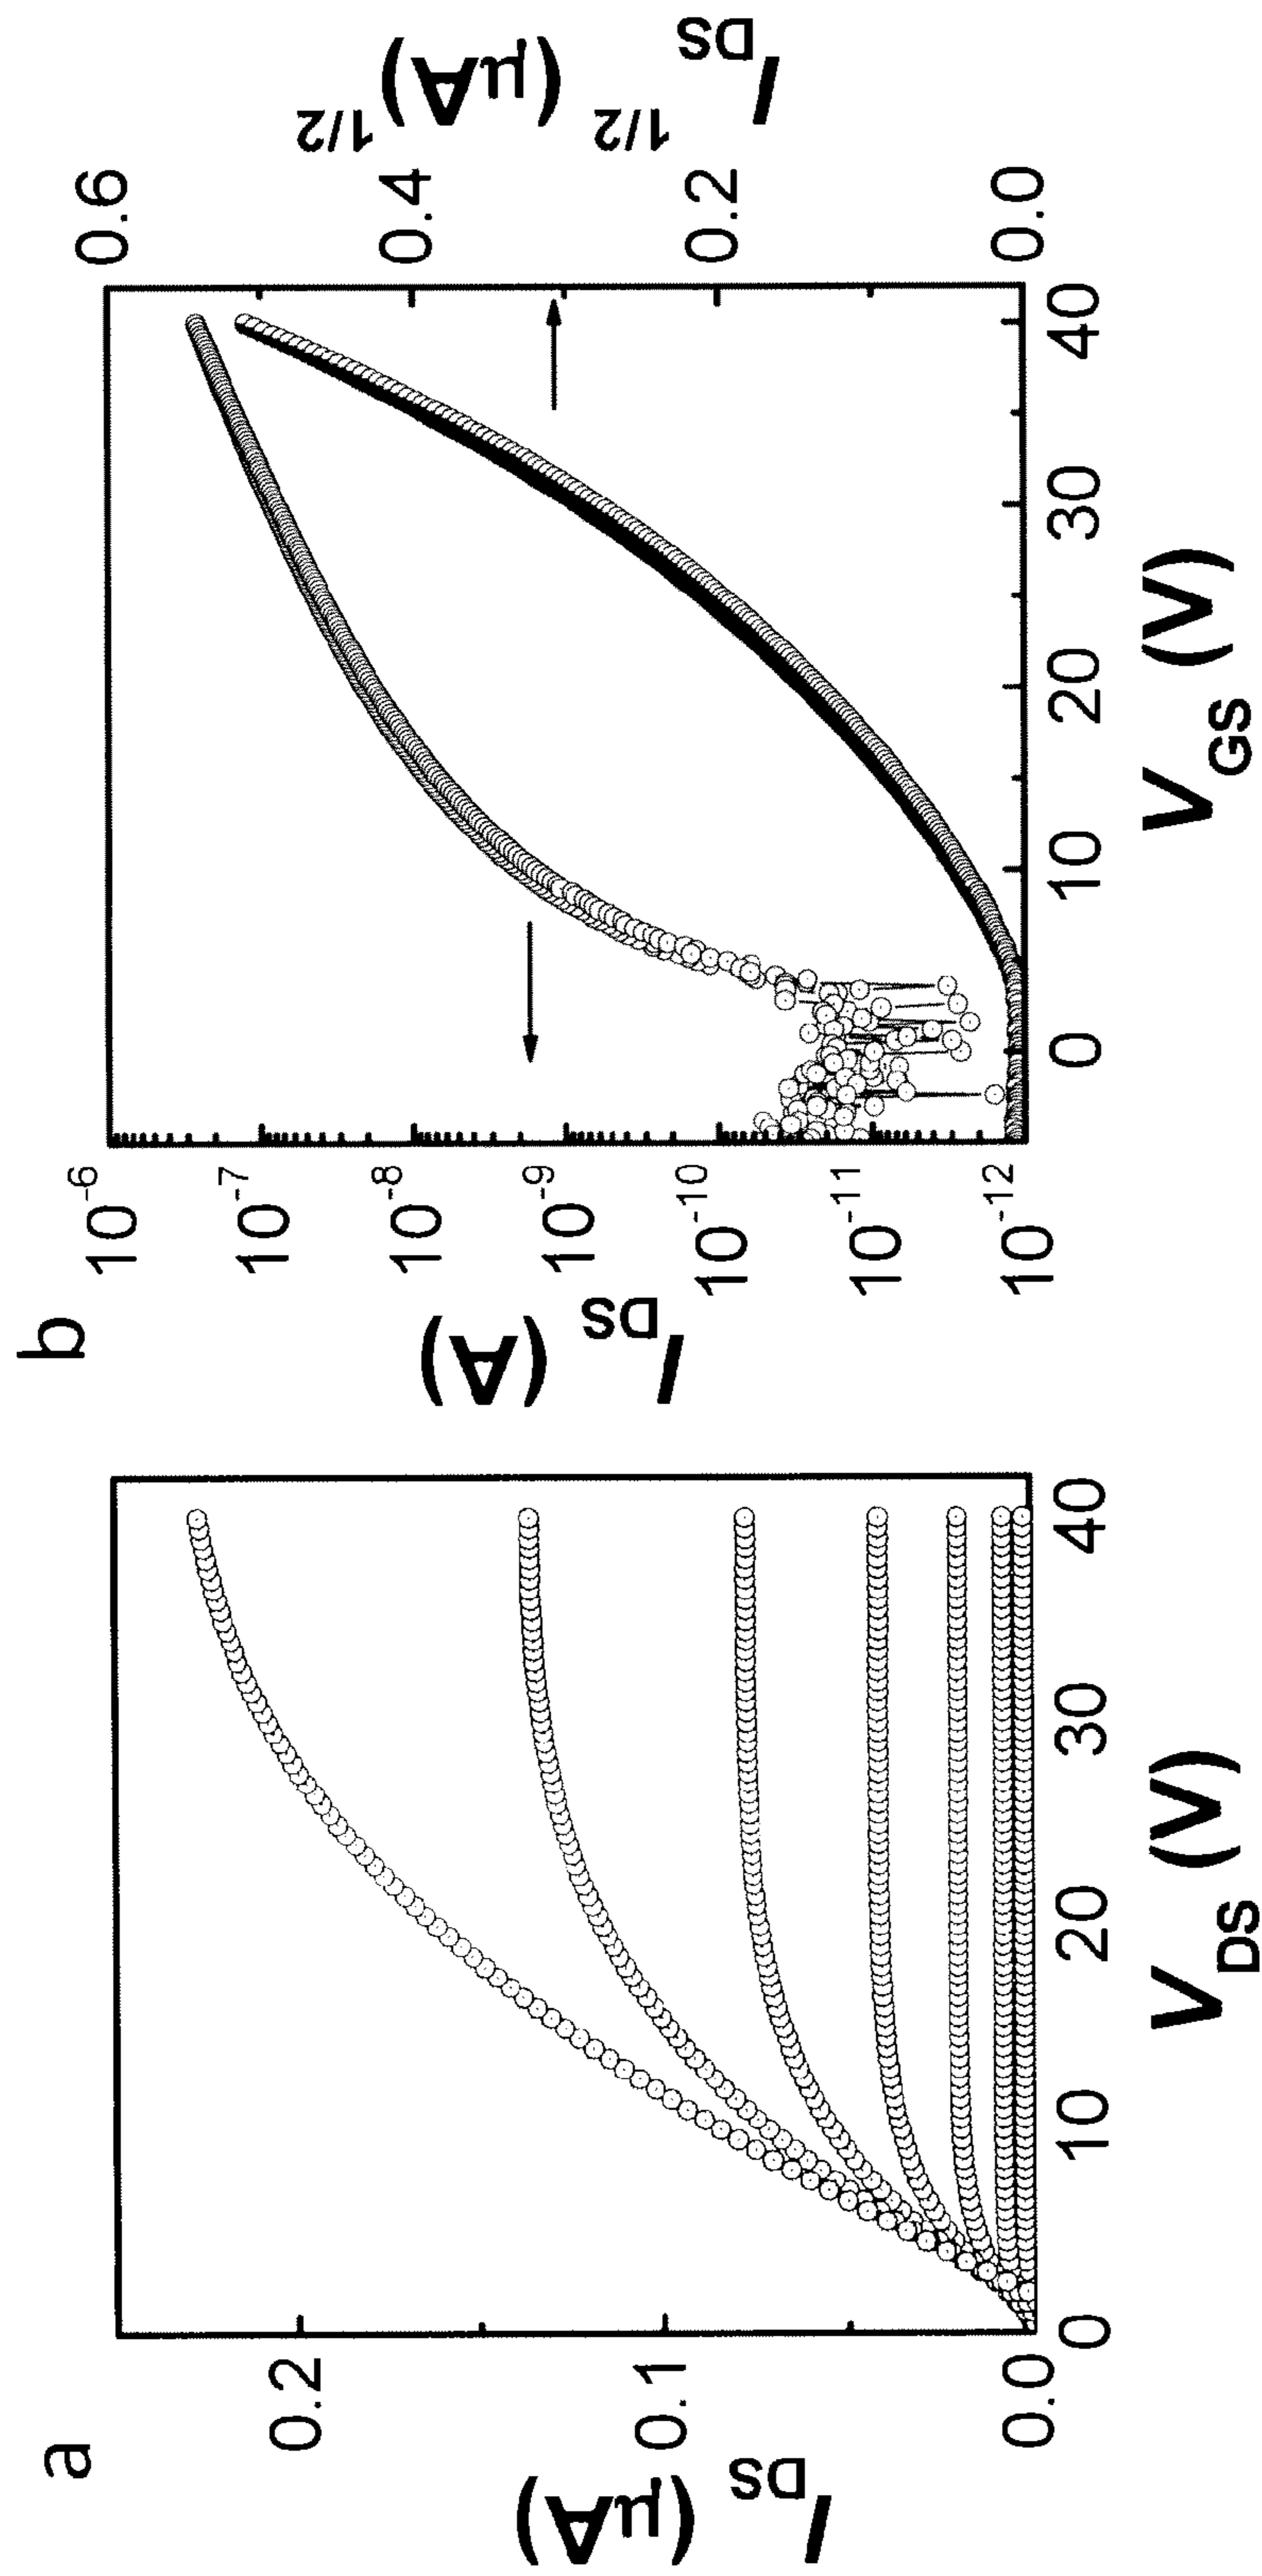 a
I_DS (µA)
0.2
0.1
0.0
0 10 20 30 40
V_DS (V)
b
I_DS (A)
10^-6
10^-7
10^-8
10^-9
10^-10
10^-11
10^-12
0 10 20 30 40
V_GS (V)
0.6
0.4
0.2
0.0
I_DS^1/2 (µA)^1/2